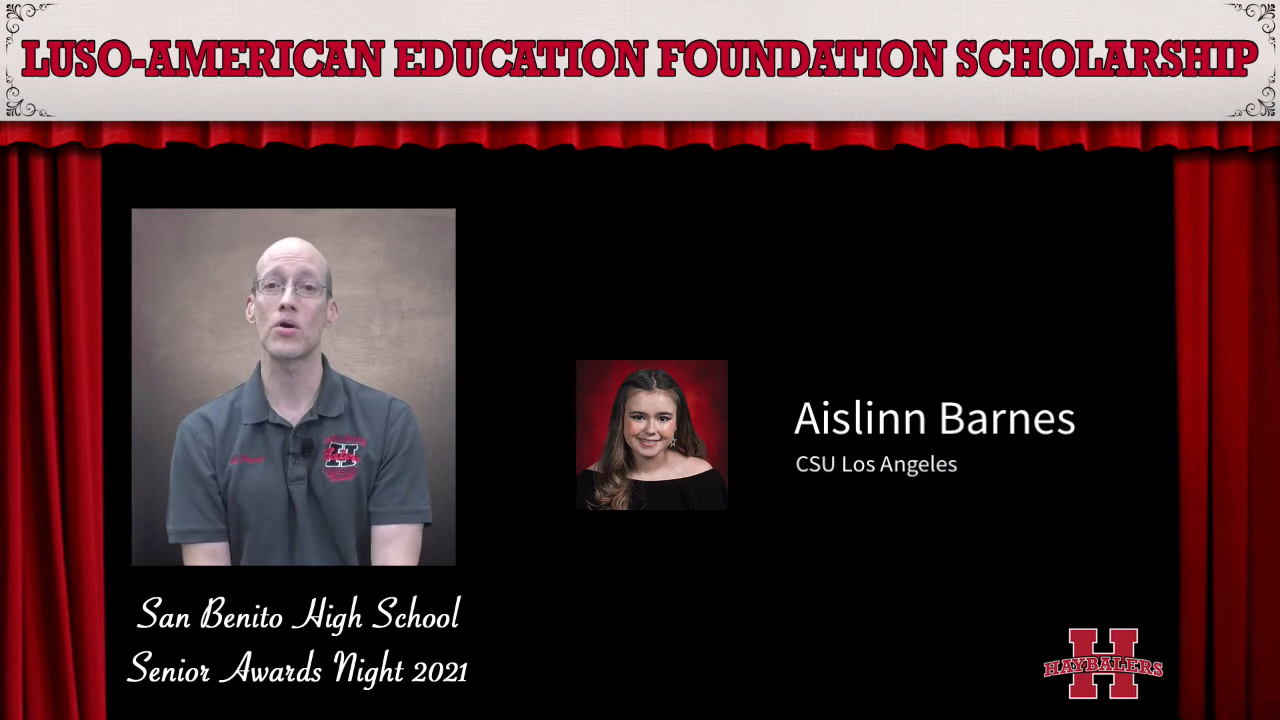 LUSO-AMERICAN EDUCATION FOUNDATION SCHOLARSHIP
Aislinn Barnes
CSU Los Angeles
San Benito High School
Senior Awards Night 2021
H
HAYBALERS